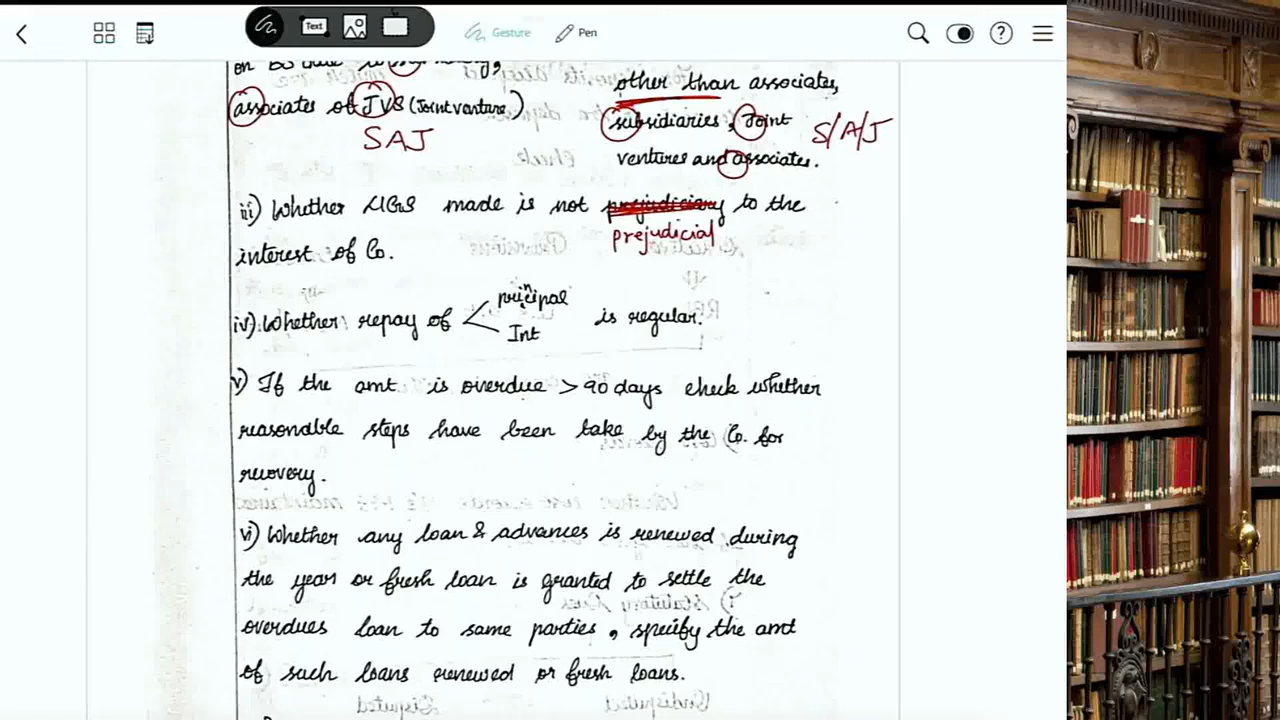 Text
Gesture
Pen
?
other than associates,
associates of JVS (Joint venture)
subsidiaries, Joint
SAJ
S/A/J
ventures and associates.
iii) Whether made is not prejudiciary to the
prejudicial
interest of Co.
principal
iv) Whether repay of is regular.
Int
v) If the amt is overdue > 90 days check whether
reasonable steps have been take by the Co. for
recovery.
vi) Whether any loan & advances is renewed during
the year or fresh loan is granted to settle the
overdues loan to same parties, specify the amt
of such loans renewed or fresh loans.